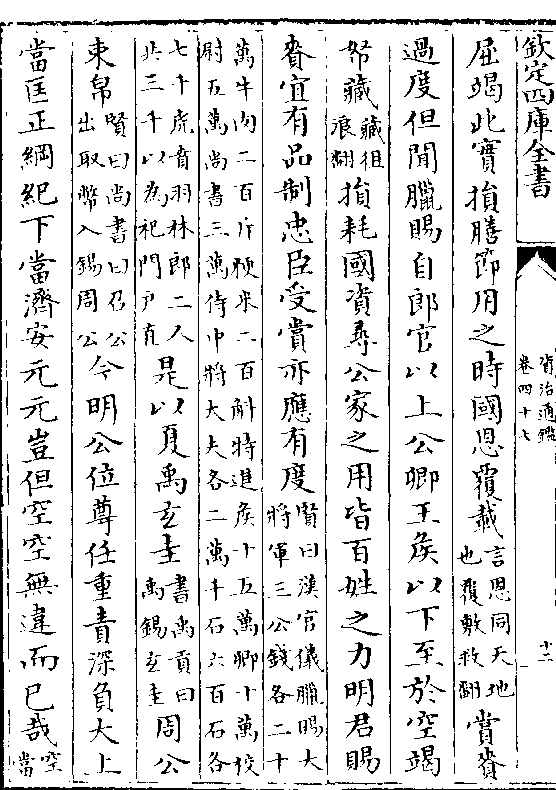 欽定四庫全書
資治通鑑
卷四十七
十二
屈竭此實損膳節用之時國恩覆載言恩同天地也覆敷救翻賞賚
過度但聞臘賜自郎官以上公卿王侯以下至於空竭
帑藏藏徂浪翻損耗國資尋公家之用皆百姓之力明君賜
賚宜有品制忠臣受賞亦應有度賢曰漢官儀臘賜大將軍三公錢各二十
萬牛肉二百斤粳米二百斛特進侯十五萬卿十萬校尉五萬尚書三萬侍中將大夫各二萬千石六百石各
七千虎賁羽林郎二人共三千以為祀門戶直是以夏禹玄圭書禹貢曰禹錫玄圭周公
束帛賢曰尚書曰召公出取幣入錫周公今明公位尊任重責深負大上
當匡正綱紀下當濟安元元豈但空空無違而已哉空當